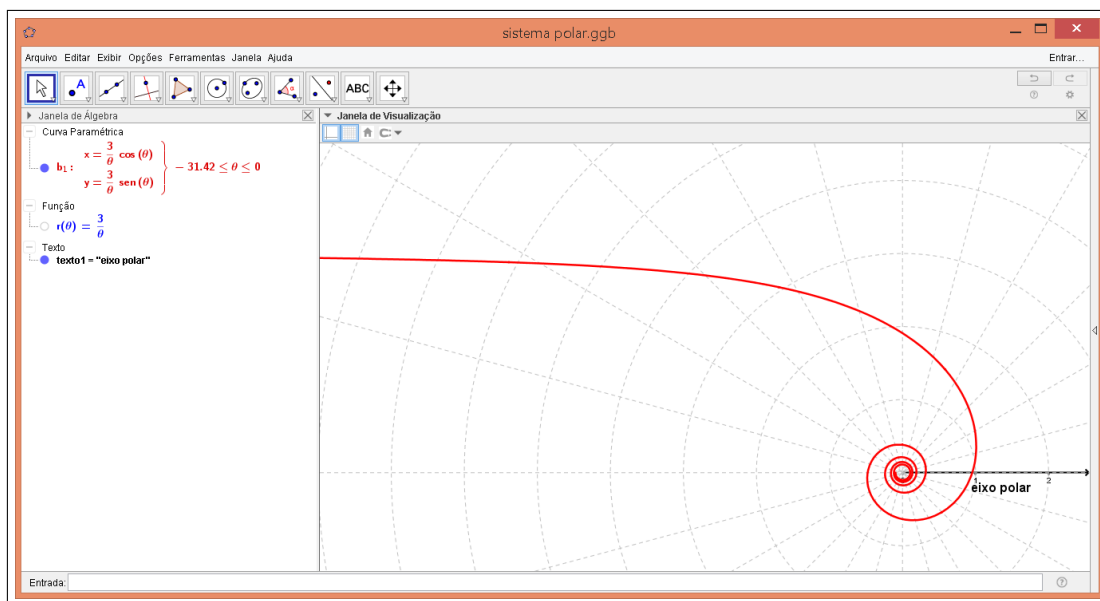 sistema polar.ggb
Arquivo Editar Exibir Opções Ferramentas Janela Ajuda
Entrar...
A
α
ABC
Janela de Álgebra
Janela de Visualização
Curva Paramétrica
b₁ : x = 3/θ cos (θ)
y = 3/θ sen (θ)
− 31.42 ≤ θ ≤ 0
Função
r(θ) = 3/θ
Texto
texto1 = "eixo polar"
1
2
eixo polar
Entrada: